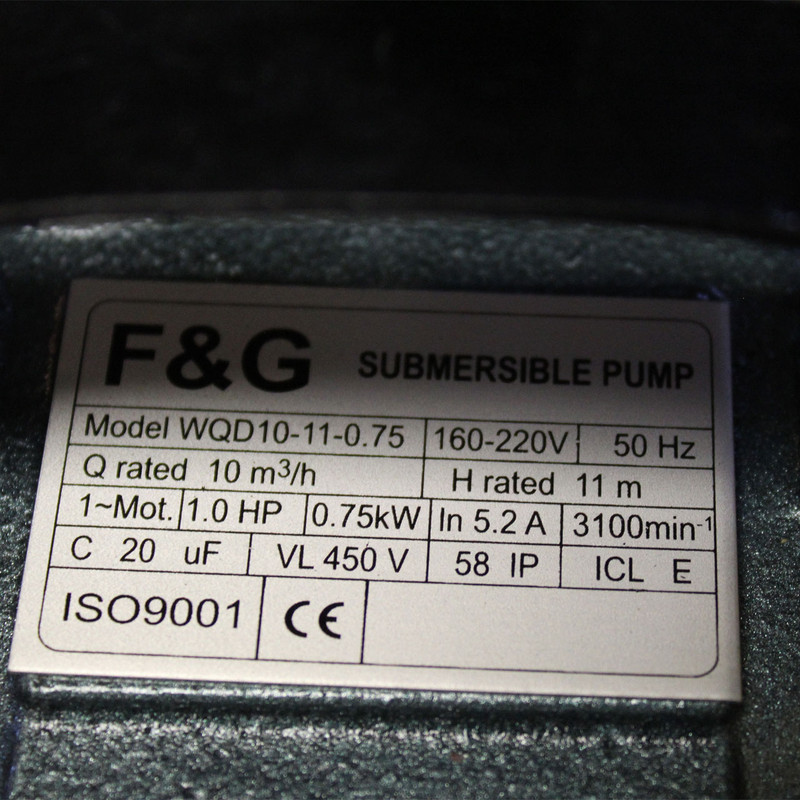 F&G SUBMERSIBLE PUMP
Model WQD10-11-0.75 160-220V 50 Hz
Q rated 10 m³/h H rated 11 m
1~Mot. 1.0 HP 0.75kW In 5.2 A 3100min⁻¹
C 20 uF VL 450 V 58 IP ICL E
ISO9001 CE